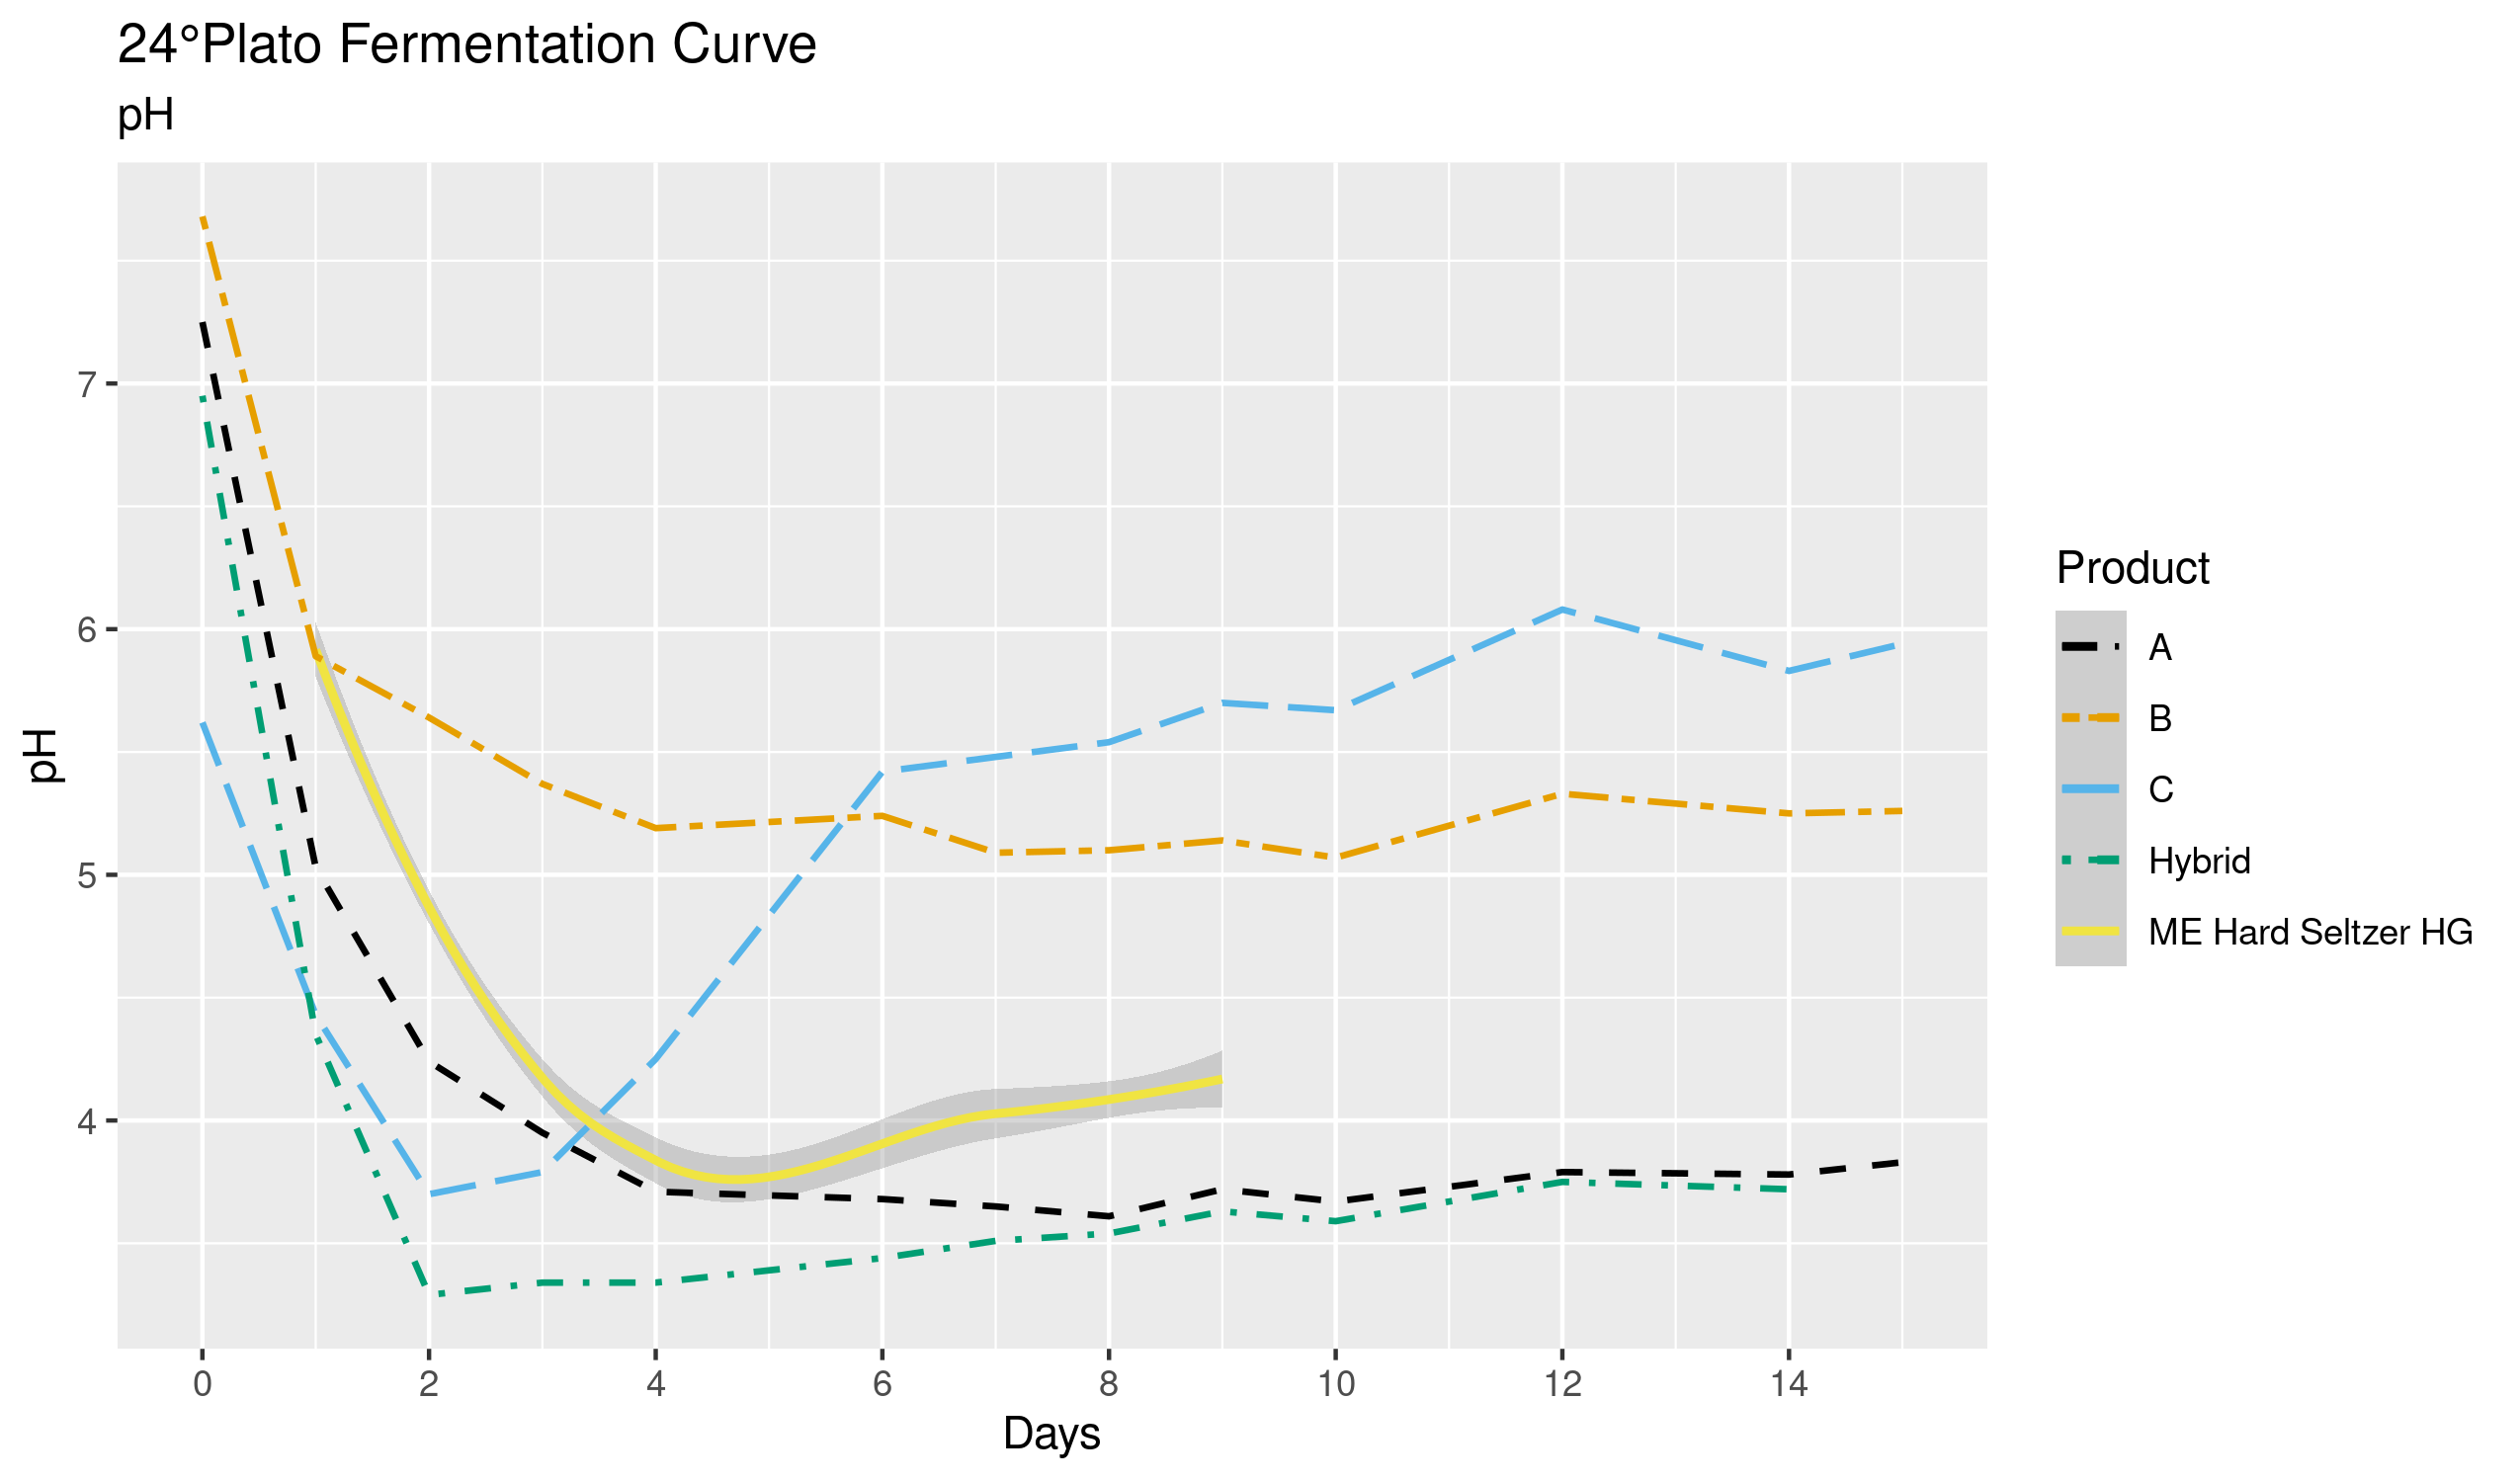 24°Plato Fermentation Curve
pH
7
6
5
4
pH
0 2 4 6 8 10 12 14
Days
Product
A
B
C
Hybrid
ME Hard Seltzer HG